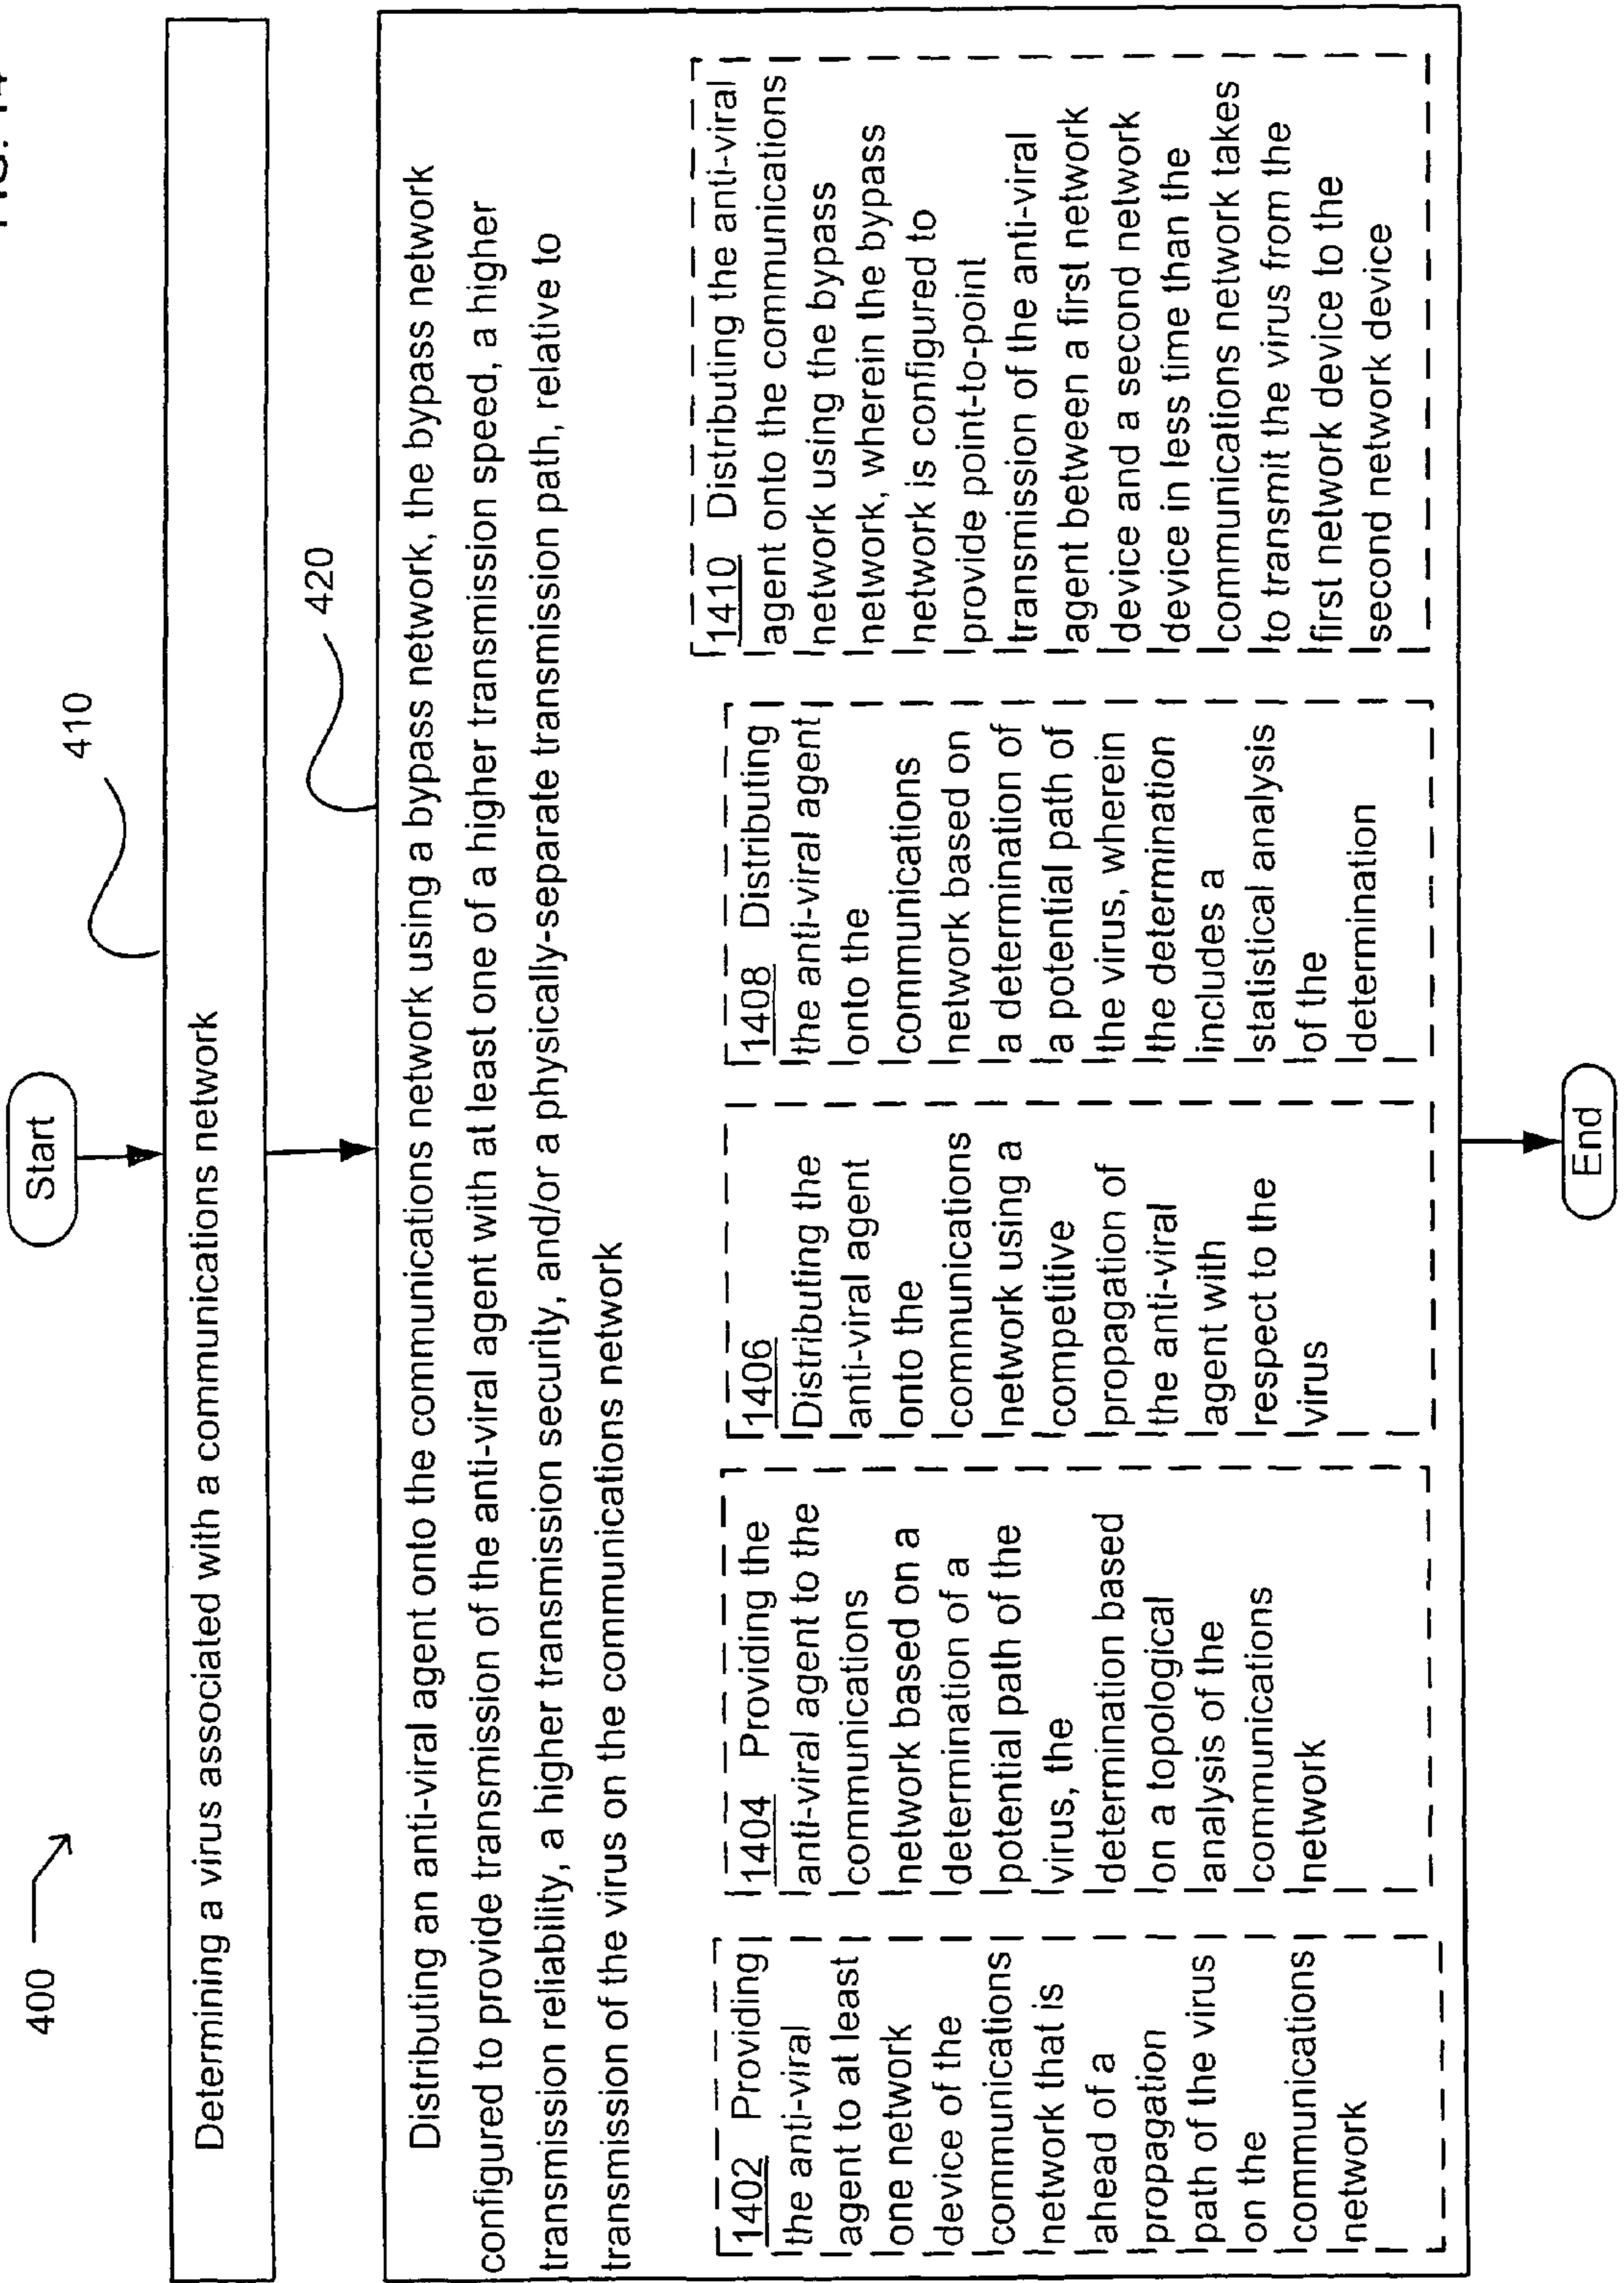 400
Start
410
Determining a virus associated with a communications network
420
Distributing an anti-viral agent onto the communications network using a bypass network, the bypass network
configured to provide transmission of the anti-viral agent with at least one of a higher transmission speed, a higher
transmission reliability, a higher transmission security, and/or a physically-separate transmission path, relative to
transmission of the virus on the communications network
1402 Providing
the anti-viral
agent to at least
one network
device of the
communications
network that is
ahead of a
propagation
path of the virus
on the
communications
network
1404 Providing the
anti-viral agent to the
communications
network based on a
determination of a
potential path of the
virus, the
determination based
on a topological
analysis of the
communications
network
1406
Distributing the
anti-viral agent
onto the
communications
network using a
competitive
propagation of
the anti-viral
agent with
respect to the
virus
1408 Distributing
the anti-viral agent
onto the
communications
network based on
a determination of
a potential path of
the virus, wherein
the determination
includes a
statistical analysis
of the
determination
1410 Distributing the anti-viral
agent onto the communications
network using the bypass
network, wherein the bypass
network is configured to
provide point-to-point
transmission of the anti-viral
agent between a first network
device and a second network
device in less time than the
communications network takes
to transmit the virus from the
first network device to the
second network device
End